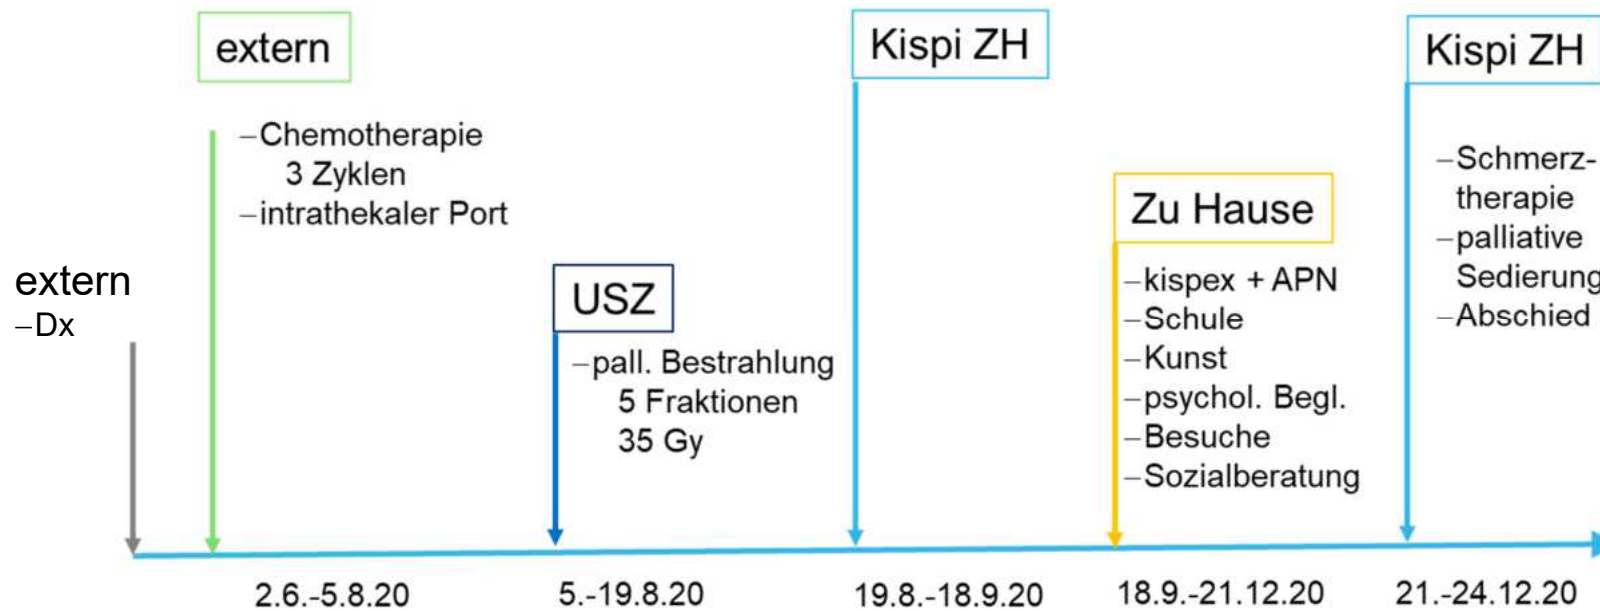 extern
–Dx
extern
–Chemotherapie
3 Zyklen
–intrathekaler Port
USZ
–pall. Bestrahlung
5 Fraktionen
35 Gy
Kispi ZH
Zu Hause
–kispex + APN
–Schule
–Kunst
–psychol. Begl.
–Besuche
–Sozialberatung
Kispi ZH
–Schmerz-
therapie
–palliative
Sedierung
–Abschied
2.6.-5.8.20
5.-19.8.20
19.8.-18.9.20
18.9.-21.12.20
21.-24.12.20